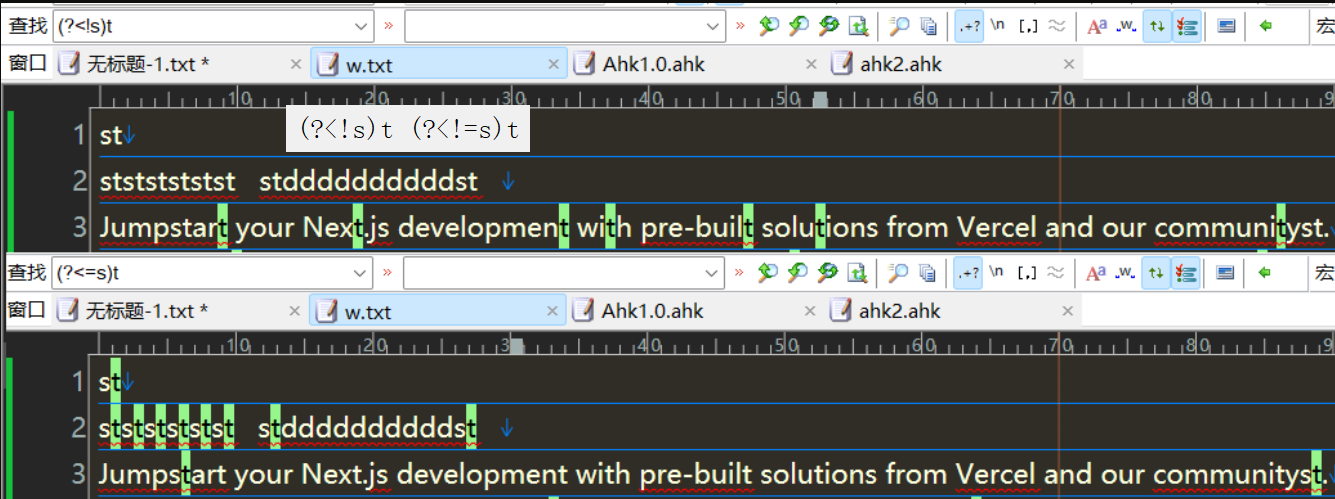 查找 (?<!s)t » » .+? \n [,] ≈ Aa .w. 宏
窗口 无标题-1.txt * × w.txt × Ahk1.0.ahk × ahk2.ahk ×
10 20 30 40 50 60 70 80 9
(?<!s)t (?<!=s)t
1 st↓
2 stststststst stddddddddddst ↓
3 Jumpstart your Next.js development with pre-built solutions from Vercel and our communityst.
查找 (?<=s)t » » .+? \n [,] ≈ Aa .w. 宏
窗口 无标题-1.txt * × w.txt × Ahk1.0.ahk × ahk2.ahk ×
10 20 3 40 50 60 70 80 9
1 st↓
2 stststststst stddddddddddst ↓
3 Jumpstart your Next.js development with pre-built solutions from Vercel and our communityst.